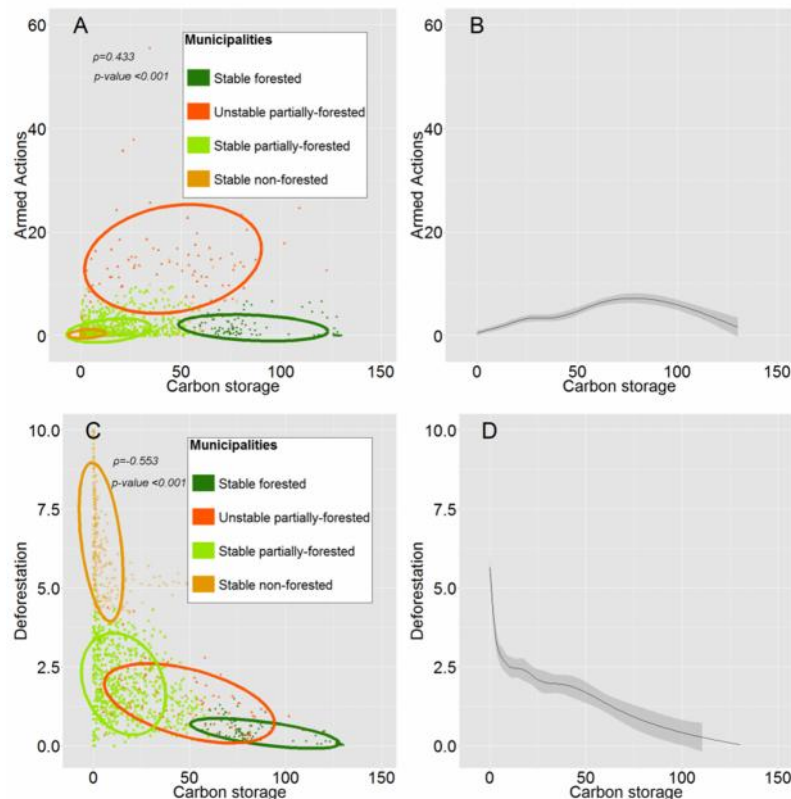 A
ρ=0.433
p-value <0.001
Municipalities
Stable forested
Unstable partially-forested
Stable partially-forested
Stable non-forested
60
40
20
0
Armed Actions
0
50
100
150
Carbon storage
B
60
40
20
0
Armed Actions
0
50
100
150
Carbon storage
C
ρ=-0.553
p-value <0.001
Municipalities
Stable forested
Unstable partially-forested
Stable partially-forested
Stable non-forested
10.0
7.5
5.0
2.5
0.0
Deforestation
0
50
100
150
Carbon storage
D
10.0
7.5
5.0
2.5
0.0
Deforestation
0
50
100
150
Carbon storage